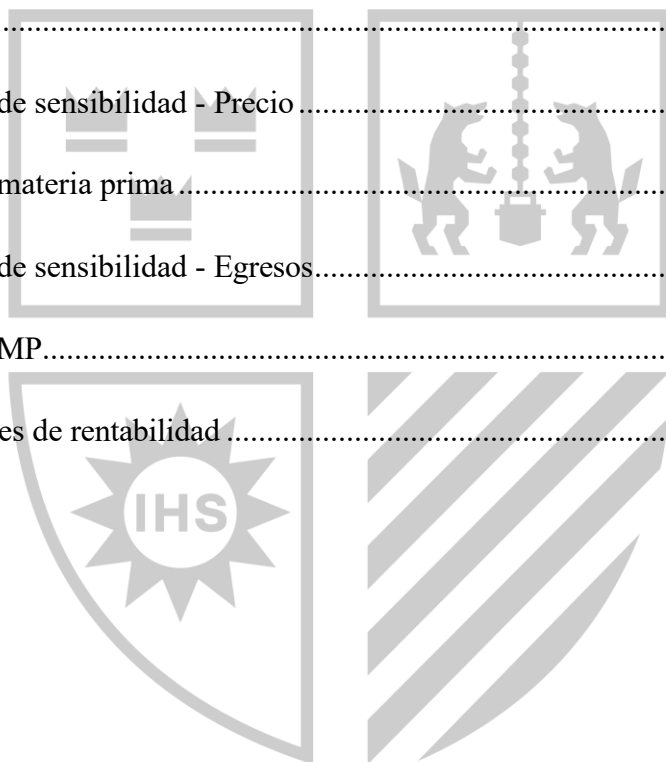 ....................................................................................
de sensibilidad - Precio..............................................
materia prima.............................................................
de sensibilidad - Egresos............................................
MP...............................................................................
es de rentabilidad.......................................................
IHS